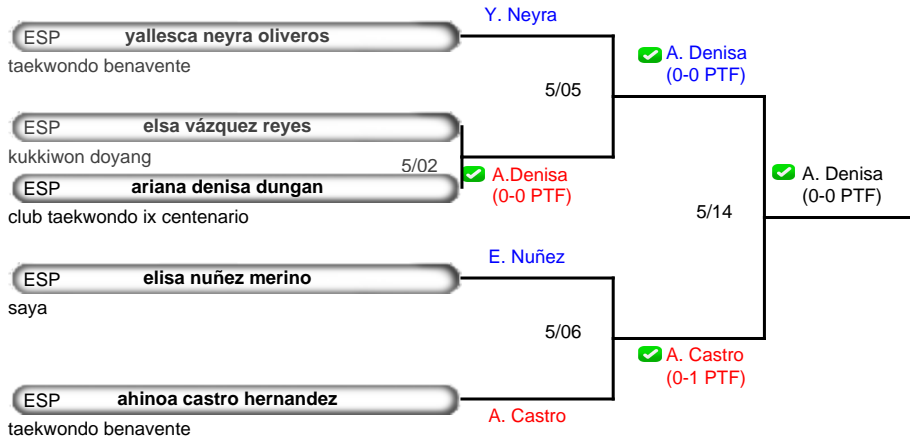 Y. Neyra
ESP yallesca neyra oliveros
taekwondo benavente
A. Denisa
(0-0 PTF)
5/05
ESP elsa vázquez reyes
kukkiwon doyang
5/02
A.Denisa
(0-0 PTF)
ESP ariana denisa dungan
club taekwondo ix centenario
A. Denisa
(0-0 PTF)
5/14
E. Nuñez
ESP elisa nuñez merino
saya
5/06
A. Castro
(0-1 PTF)
ESP ahinoa castro hernandez
A. Castro
taekwondo benavente